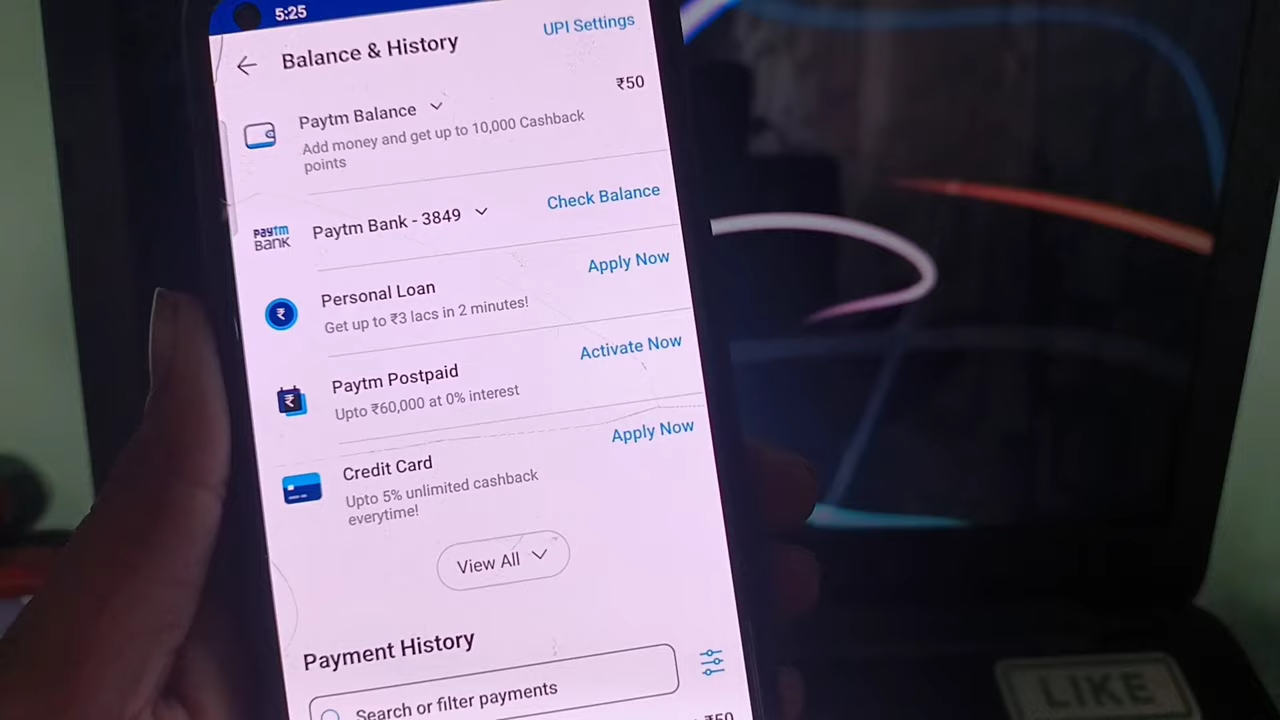 5:25
Balance & History
UPI Settings
Paytm Balance
₹50
Add money and get up to 10,000 Cashback
points
paytm
BANK
Paytm Bank - 3849
Check Balance
Personal Loan
Apply Now
Get up to ₹3 lacs in 2 minutes!
Paytm Postpaid
Activate Now
Upto ₹60,000 at 0% interest
Credit Card
Apply Now
Upto 5% unlimited cashback
everytime!
View All
Payment History
Search or filter payments
₹50
LIKE